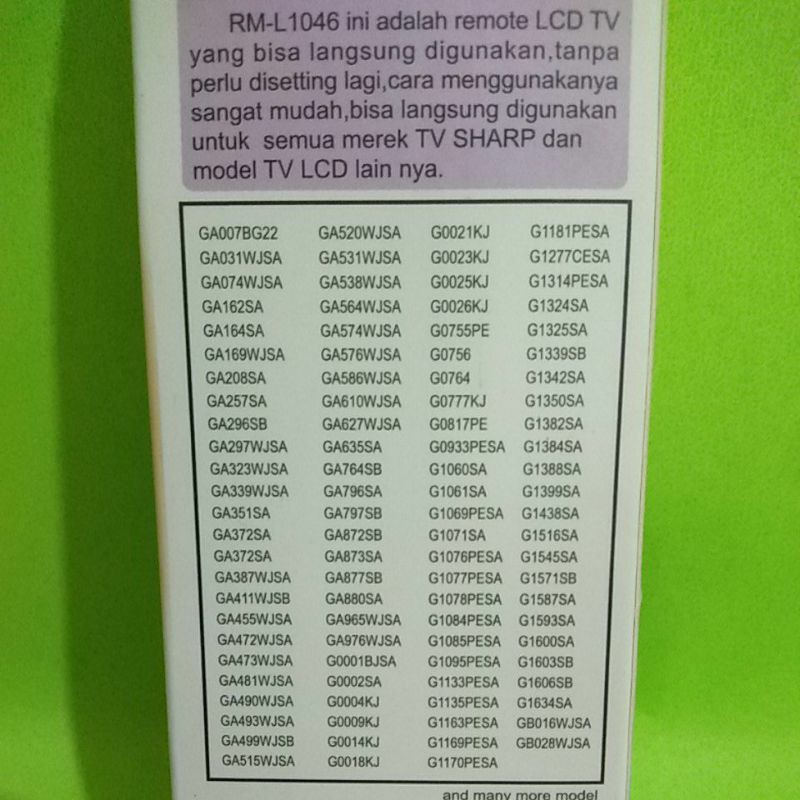 RM-L1046 ini adalah remote LCD TV
yang bisa langsung digunakan,tanpa
perlu disetting lagi,cara menggunakanya
sangat mudah,bisa langsung digunakan
untuk semua merek TV SHARP dan
model TV LCD lain nya.
GA007BG22 GA520WJSA G0021KJ G1181PESA
GA031WJSA GA531WJSA G0023KJ G1277CESA
GA074WJSA GA538WJSA G0025KJ G1314PESA
GA162SA GA564WJSA G0026KJ G1324SA
GA164SA GA574WJSA G0755PE G1325SA
GA169WJSA GA576WJSA G0756 G1339SB
GA208SA GA586WJSA G0764 G1342SA
GA257SA GA610WJSA G0777KJ G1350SA
GA296SB GA627WJSA G0817PE G1382SA
GA297WJSA GA635SA G0933PESA G1384SA
GA323WJSA GA764SB G1060SA G1388SA
GA339WJSA GA796SA G1061SA G1399SA
GA351SA GA797SB G1069PESA G1438SA
GA372SA GA872SB G1071SA G1516SA
GA372SA GA873SA G1076PESA G1545SA
GA387WJSA GA877SB G1077PESA G1571SB
GA411WJSB GA880SA G1078PESA G1587SA
GA455WJSA GA965WJSA G1084PESA G1593SA
GA472WJSA GA976WJSA G1085PESA G1600SA
GA473WJSA G0001BJSA G1095PESA G1603SB
GA481WJSA G0002SA G1133PESA G1606SB
GA490WJSA G0004KJ G1135PESA G1634SA
GA493WJSA G0009KJ G1163PESA GB016WJSA
GA499WJSB G0014KJ G1169PESA GB028WJSA
GA515WJSA G0018KJ G1170PESA
and many more model